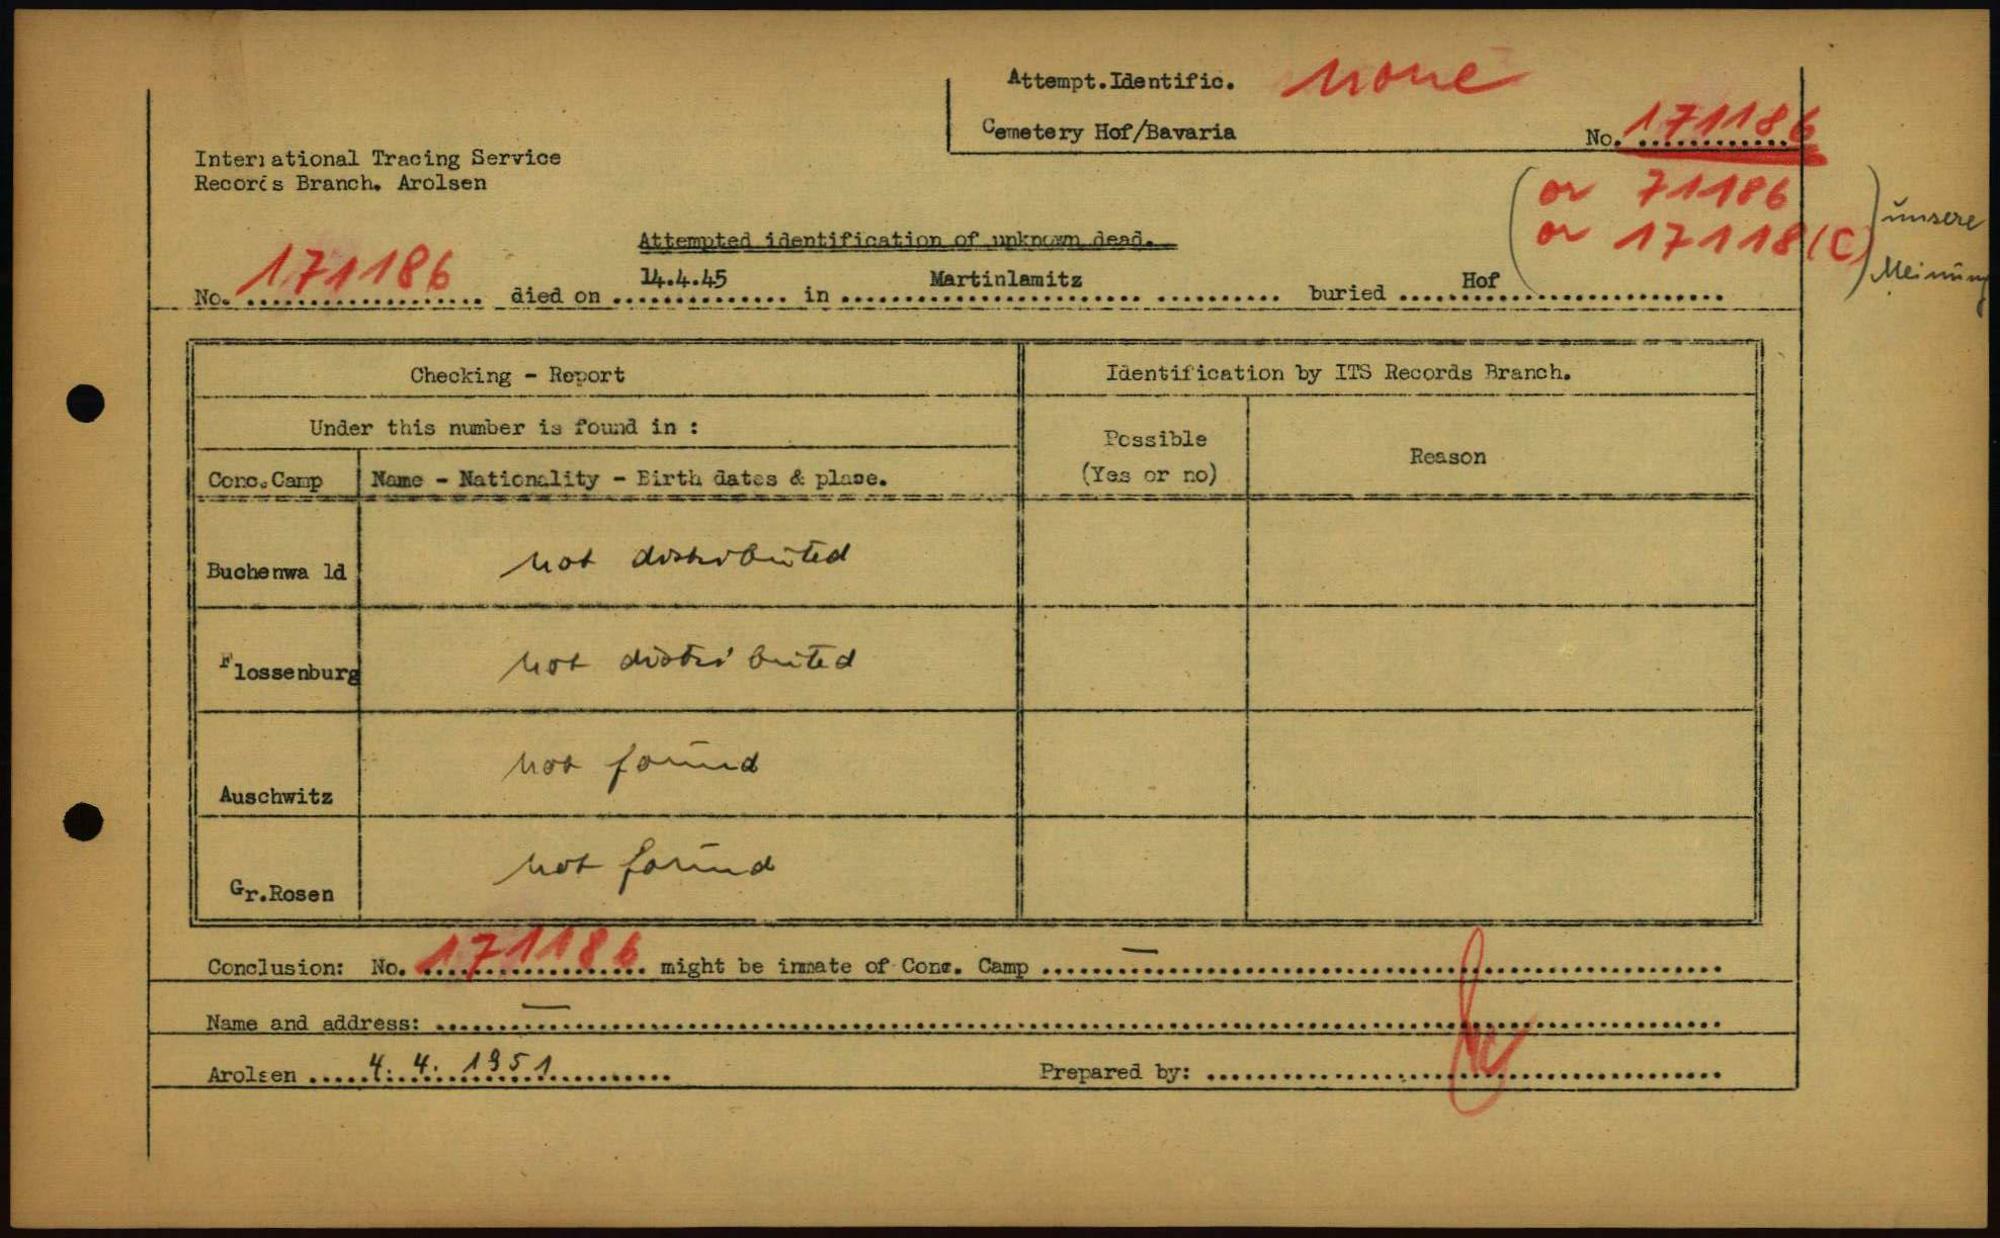 Attempt.Identific. none
Cemetery Hof/Bavaria
No. 171186
International Tracing Service
Records Branch. Arolsen
(or 71186
or 17118(C)) unsere Meinung
Attempted identification of unknown dead.
No. 171186 died on 14.4.45 in Martinlamitz buried Hof
Checking - Report
Identification by ITS Records Branch.
Under this number is found in :
Possible
(Yes or no)
Reason
Conc.Camp Name - Nationality - Birth dates & place.
Buchenwa ld not distributed
Flossenburg not distributed
Auschwitz not found
Gr.Rosen not found
Conclusion: No. 171186 might be inmate of Conc. Camp —
Name and address: —
Arolsen 4. 4. 1951 Prepared by: